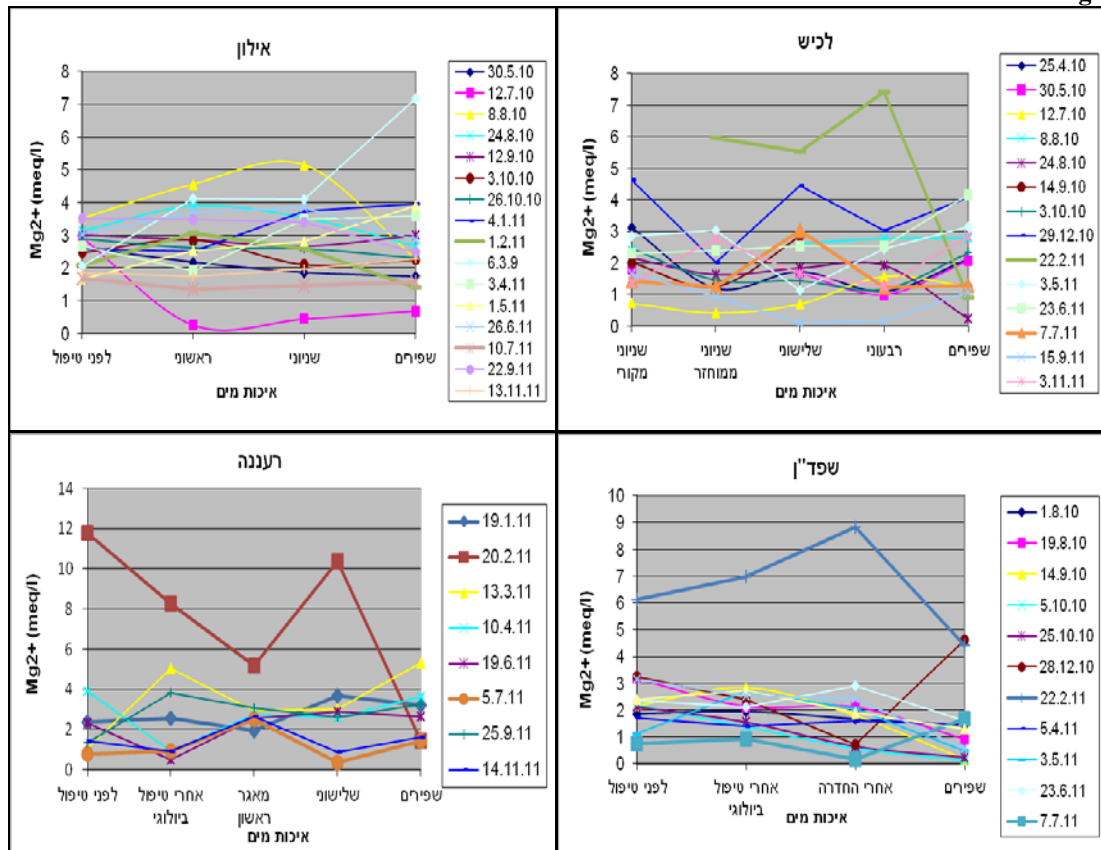 g
אילון
Mg2+ (meq/l)
8
7
6
5
4
3
2
1
0
לפני טיפול
ראשוני
שניוני
שפירים
איכות מים
30.5.10
12.7.10
8.8.10
24.8.10
12.9.10
3.10.10
26.10.10
4.1.11
1.2.11
6.3.9
3.4.11
1.5.11
26.6.11
10.7.11
22.9.11
13.11.11
לכיש
Mg2+ (meq/l)
8
7
6
5
4
3
2
1
0
שניוני מקורי
שניוני ממוחזר
שלישוני
רבעוני
שפירים
איכות מים
25.4.10
30.5.10
12.7.10
8.8.10
24.8.10
14.9.10
3.10.10
29.12.10
22.2.11
3.5.11
23.6.11
7.7.11
15.9.11
3.11.11
רעננה
Mg2+ (meq/l)
14
12
10
8
6
4
2
0
לפני טיפול
אחרי טיפול ביולוגי
מאגר ראשון
שלישוני
שפירים
איכות מים
19.1.11
20.2.11
13.3.11
10.4.11
19.6.11
5.7.11
25.9.11
14.11.11
שפד"ן
Mg2+ (meq/l)
10
9
8
7
6
5
4
3
2
1
0
לפני טיפול
אחרי טיפול ביולוגי
אחרי החדרה
שפירים
איכות מים
1.8.10
19.8.10
14.9.10
5.10.10
25.10.10
28.12.10
22.2.11
6.4.11
3.5.11
23.6.11
7.7.11